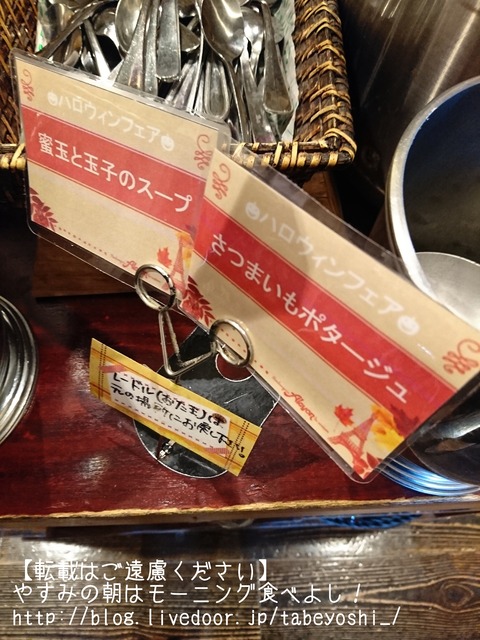 ハロウィンフェア
蜜玉と玉子のスープ
ハロウィンフェア
さつまいもポタージュ
レードル(おた玉)は
元の場所にお戻し下さい!
【転載はご遠慮ください】
やすみの朝はモーニング食べよし！
http://blog.livedoor.jp/tabeyoshi_/